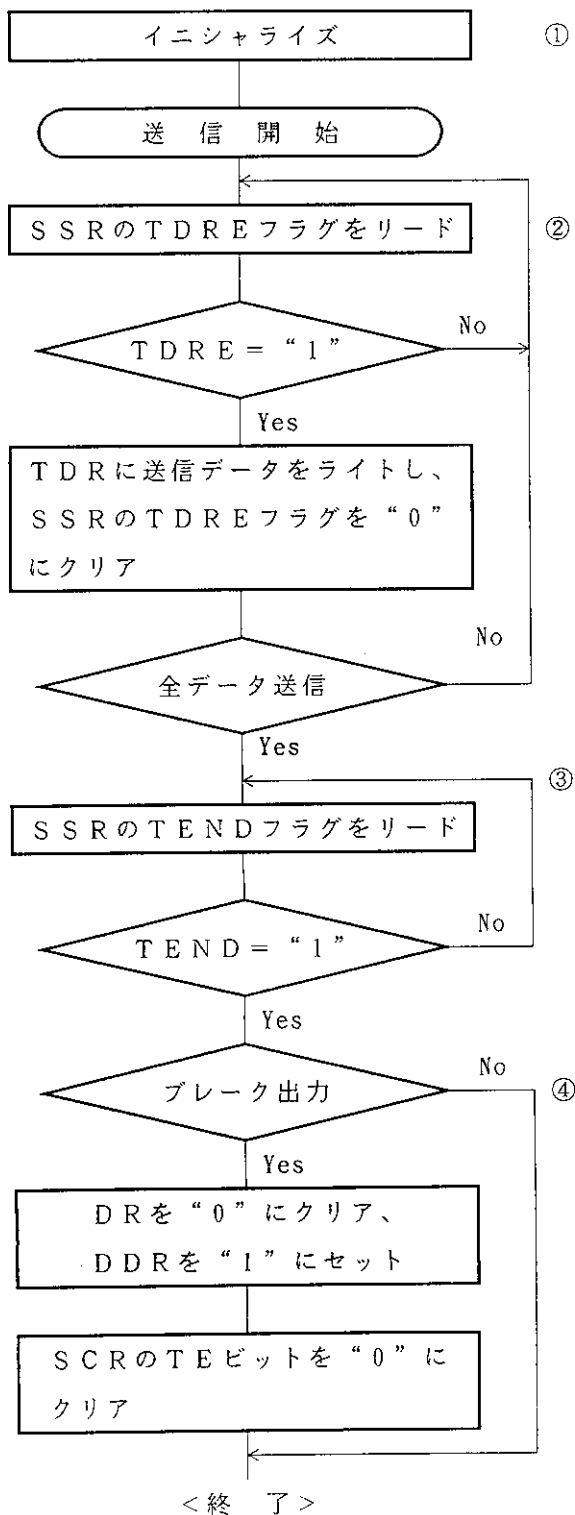 イニシャライズ ①
送信開始
SSRのTDREフラグをリード ②
TDRE=“1”
No
Yes
TDRに送信データをライトし、
SSRのTDREフラグを“0”
にクリア
全データ送信
No
Yes
③
SSRのTENDフラグをリード
TEND=“1”
No
Yes
ブレーク出力
No
④
Yes
DRを“0”にクリア、
DDRを“1”にセット
SCRのTEビットを“0”に
クリア
<終 了>